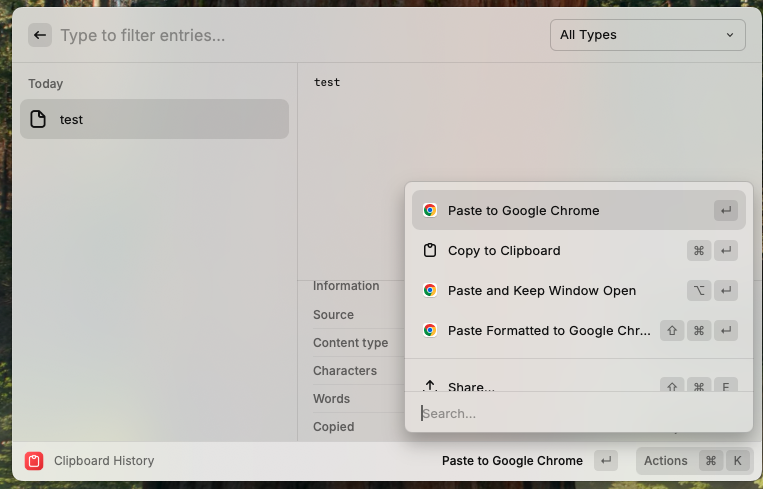 Type to filter entries...
All Types
Today
test
test
Paste to Google Chrome ↵
Copy to Clipboard ⌘ ↵
Paste and Keep Window Open ⌥ ↵
Paste Formatted to Google Chr... ⇧ ⌘ ↵
Share... ⇧ ⌘
Search...
Information
Source
Content type
Characters
Words
Copied
Clipboard History
Paste to Google Chrome ↵
Actions ⌘ K